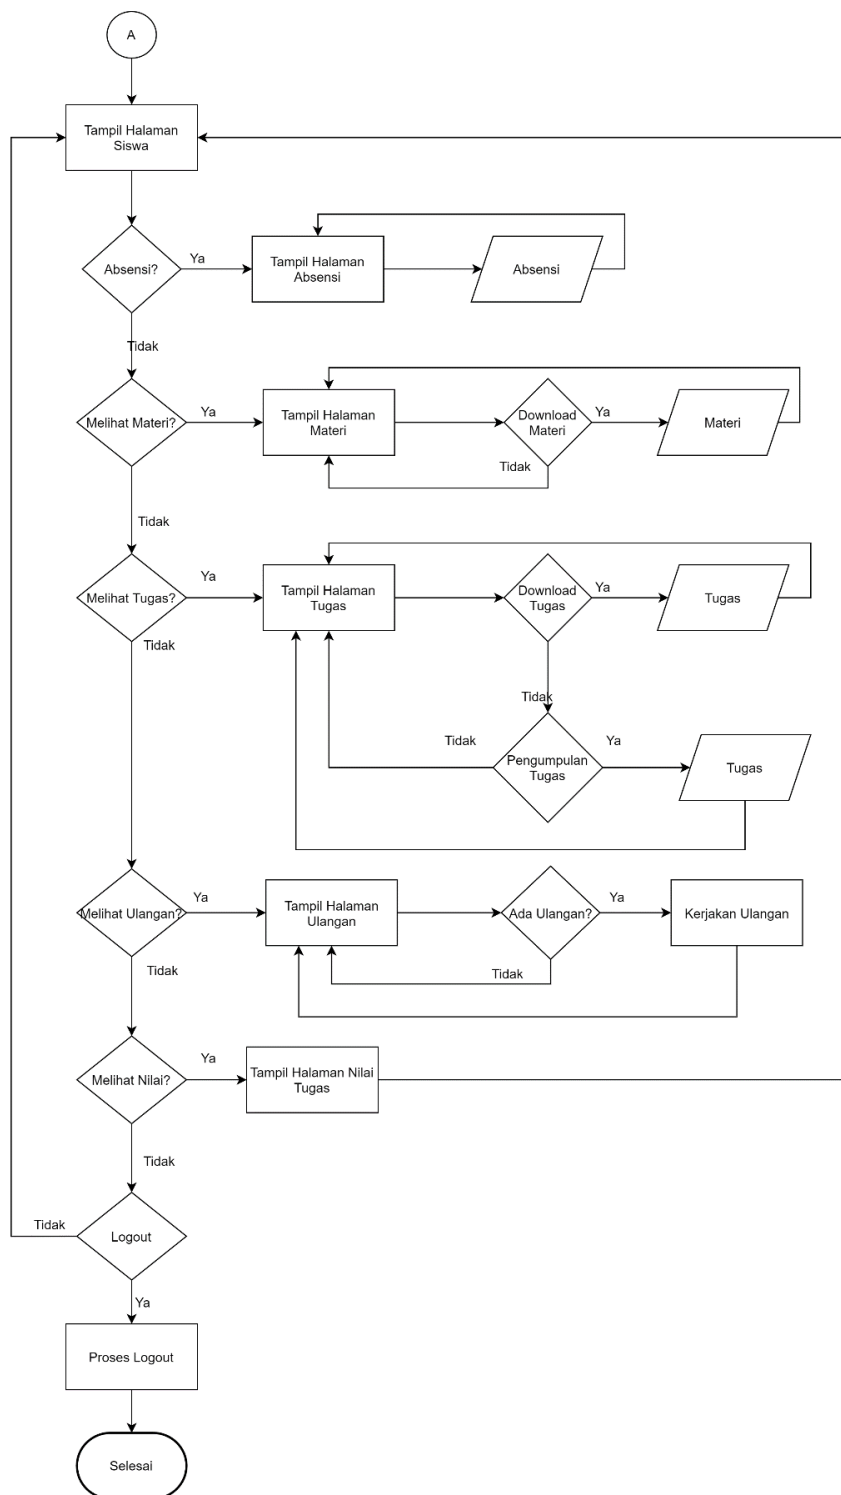 A
Tampil Halaman
Siswa
Absensi?
Ya
Tampil Halaman
Absensi
Absensi
Tidak
Melihat Materi?
Ya
Tampil Halaman
Materi
Download
Materi
Ya
Materi
Tidak
Tidak
Melihat Tugas?
Ya
Tampil Halaman
Tugas
Download
Tugas
Ya
Tugas
Tidak
Tidak
Tidak
Pengumpulan
Tugas
Ya
Tugas
Melihat Ulangan?
Ya
Tampil Halaman
Ulangan
Ada Ulangan?
Ya
Kerjakan Ulangan
Tidak
Tidak
Melihat Nilai?
Ya
Tampil Halaman Nilai
Tugas
Tidak
Tidak
Logout
Ya
Proses Logout
Selesai